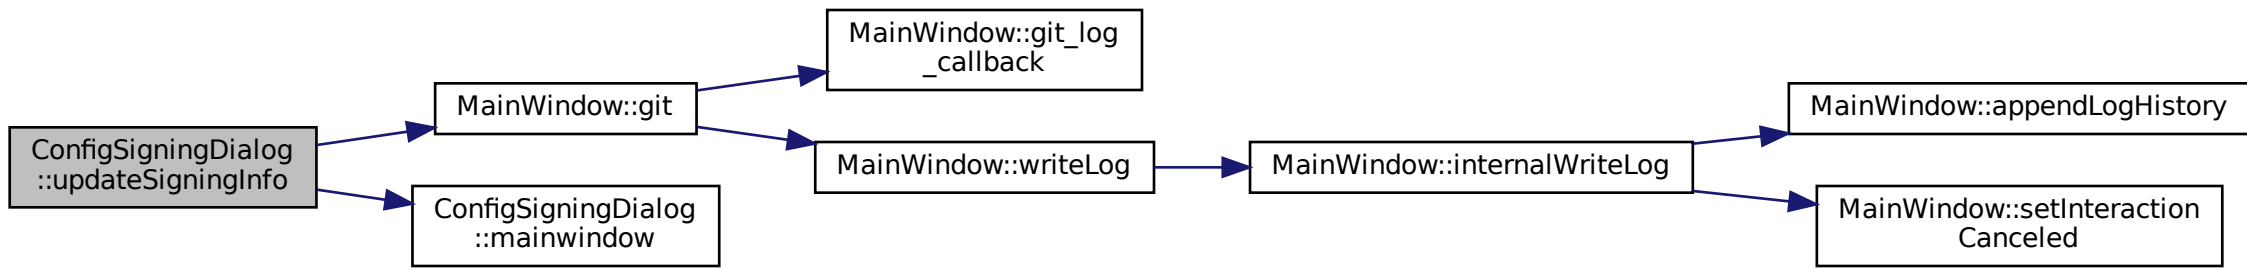 ConfigSigningDialog
::updateSigningInfo
MainWindow::git
MainWindow::git_log
_callback
MainWindow::writeLog
MainWindow::internalWriteLog
MainWindow::appendLogHistory
MainWindow::setInteraction
Canceled
ConfigSigningDialog
::mainwindow